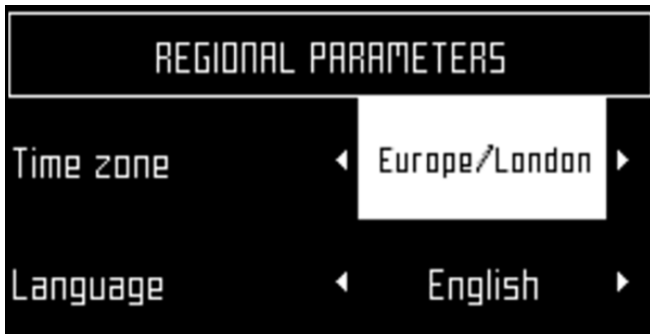 REGIONAL PARAMETERS
Time zone Europe/London
Language English